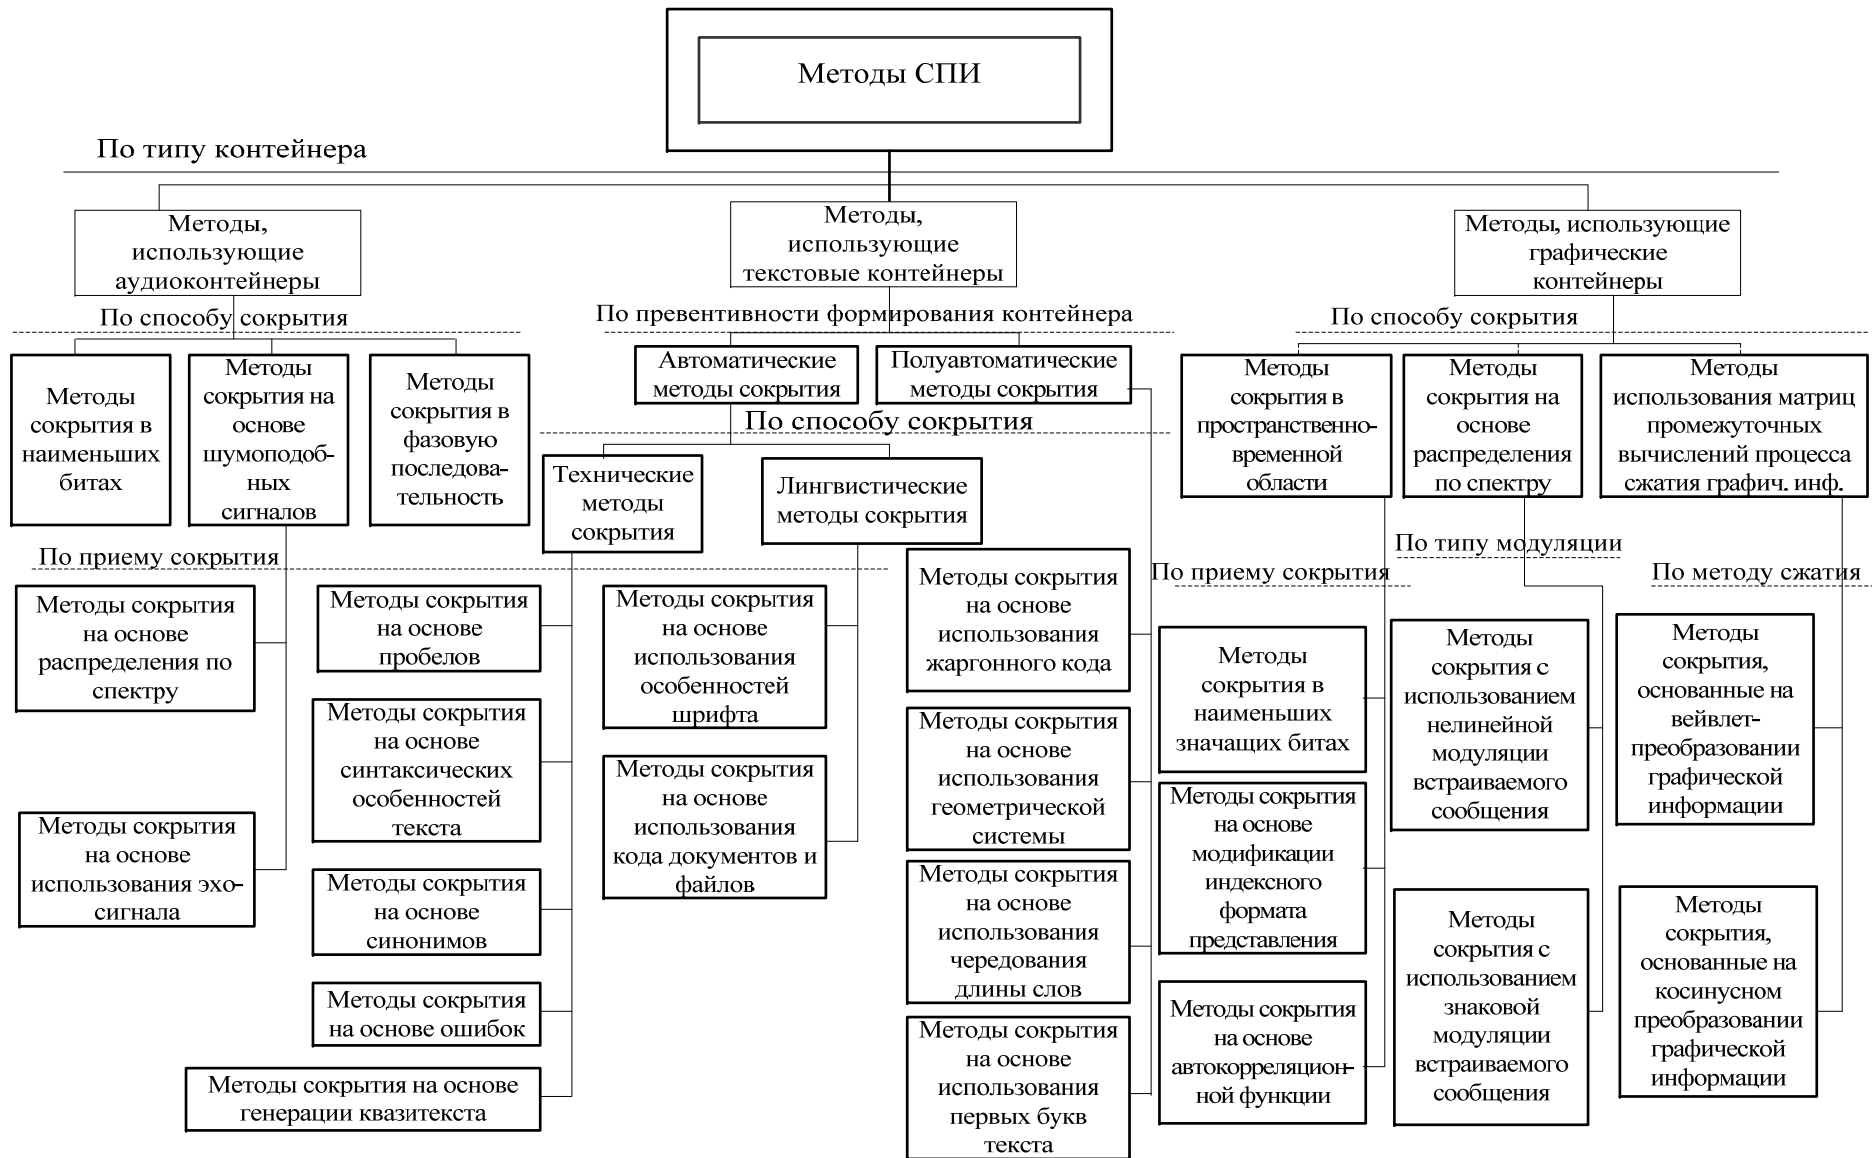 Методы СПИ
По типу контейнера
Методы,
использующие
аудиоконтейнеры
Методы,
использующие
текстовые контейнеры
Методы, использующие
графические
контейнеры
По способу сокрытия
По превентивности формирования контейнера
По способу сокрытия
Методы
сокрытия в
наименьших
битах
Методы
сокрытия на
основе
шумоподоб-
ных
сигналов
Методы
сокрытия в
фазовую
последова-
тельность
Автоматические
методы сокрытия
Полуавтоматические
методы сокрытия
По способу сокрытия
Технические
методы
сокрытия
Лингвистические
методы сокрытия
Методы
сокрытия в
пространственно-
временной
области
Методы
сокрытия на
основе
распределения
по спектру
Методы
использования матриц
промежуточных
вычислений процесса
сжатия графич. инф.
По приему сокрытия
По приему сокрытия
По типу модуляции
По методу сжатия
Методы сокрытия
на основе
распределения по
спектру
Методы сокрытия
на основе
использования эхо-
сигнала
Методы сокрытия
на основе
пробелов
Методы сокрытия
на основе
синтаксических
особенностей
текста
Методы сокрытия
на основе
синонимов
Методы сокрытия
на основе ошибок
Методы сокрытия на основе
генерации квазитекста
Методы сокрытия
на основе
использования
особенностей
шрифта
Методы сокрытия
на основе
использования
кода документов и
файлов
Методы сокрытия
на основе
использования
жаргонного кода
Методы сокрытия
на основе
использования
геометрической
системы
Методы сокрытия
на основе
использования
чередования
длины слов
Методы сокрытия
на основе
использования
первых букв
текста
Методы
сокрытия в
наименьших
значащих битах
Методы сокрытия
на основе
модификации
индексного
формата
представления
Методы сокрытия
на основе
автокорреляцион-
ной функции
Методы
сокрытия с
использованием
нелинейной
модуляции
встраиваемого
сообщения
Методы
сокрытия с
использованием
знаковой
модуляции
встраиваемого
сообщения
Методы
сокрытия,
основанные на
вейвлет-
преобразовании
графической
информации
Методы
сокрытия,
основанные на
косинусном
преобразовании
графической
информации